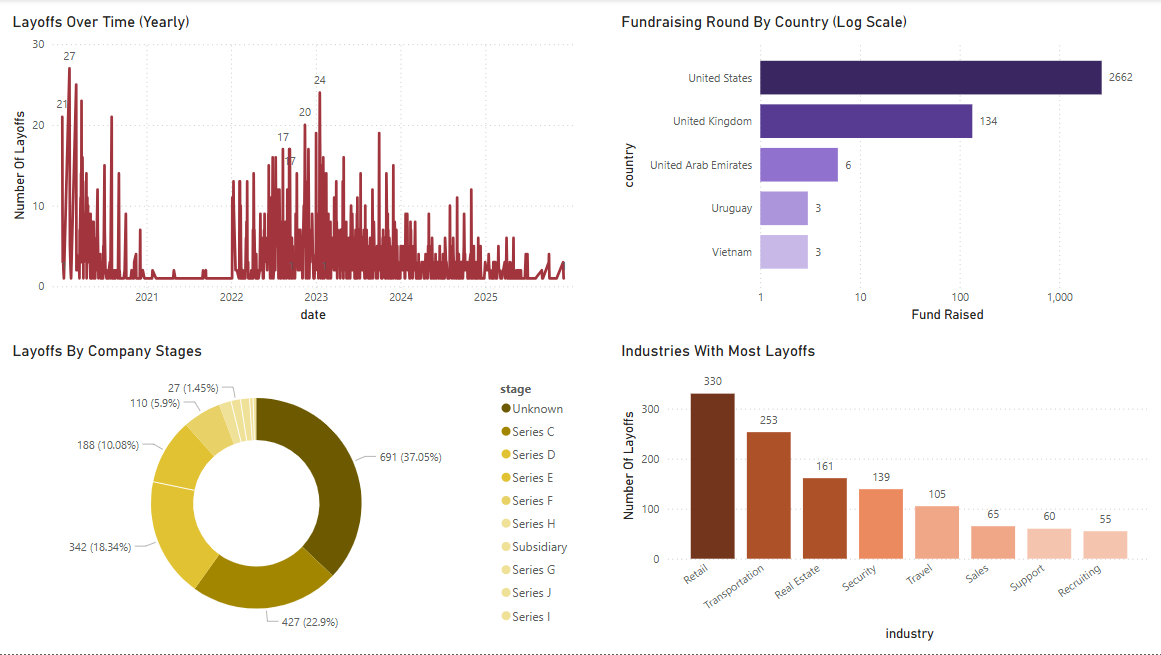 Layoffs Over Time (Yearly)
30
20
10
0
Number Of Layoffs
27
21
17
17
20
24
2021
2022
2023
2024
2025
date
Fundraising Round By Country (Log Scale)
country
United States
2662
United Kingdom
134
United Arab Emirates
6
Uruguay
3
Vietnam
3
1
10
100
1,000
Fund Raised
Layoffs By Company Stages
27 (1.45%)
110 (5.9%)
188 (10.08%)
342 (18.34%)
691 (37.05%)
427 (22.9%)
stage
Unknown
Series C
Series D
Series E
Series F
Series H
Subsidiary
Series G
Series J
Series I
Industries With Most Layoffs
Number Of Layoffs
300
200
100
0
330
253
161
139
105
65
60
55
Retail
Transportation
Real Estate
Security
Travel
Sales
Support
Recruiting
industry